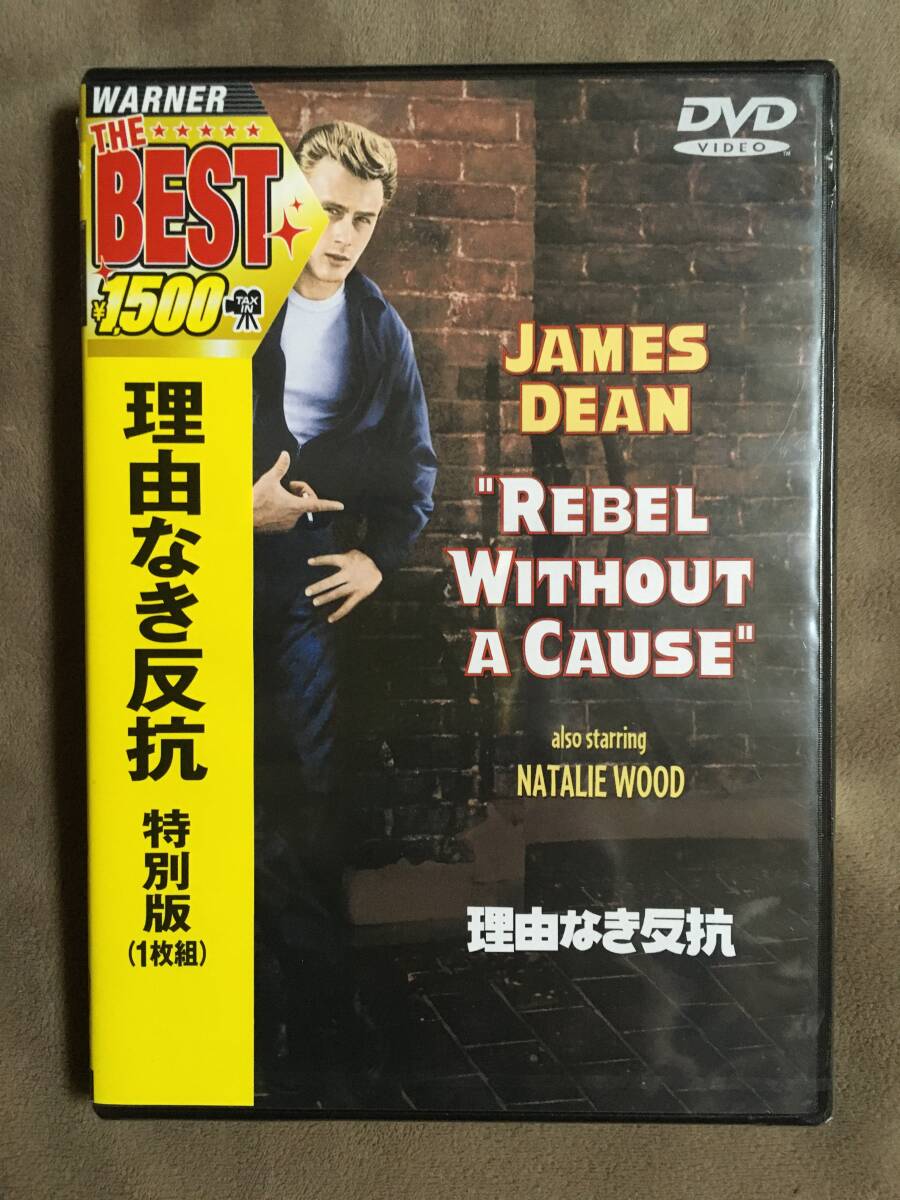 WARNER
THE
BEST
¥1,500
TAX
IN
理由なき反抗
特別版
(1枚組)
DVD
VIDEO
TM
JAMES
DEAN
"REBEL
WITHOUT
A CAUSE"
also starring
NATALIE WOOD
理由なき反抗